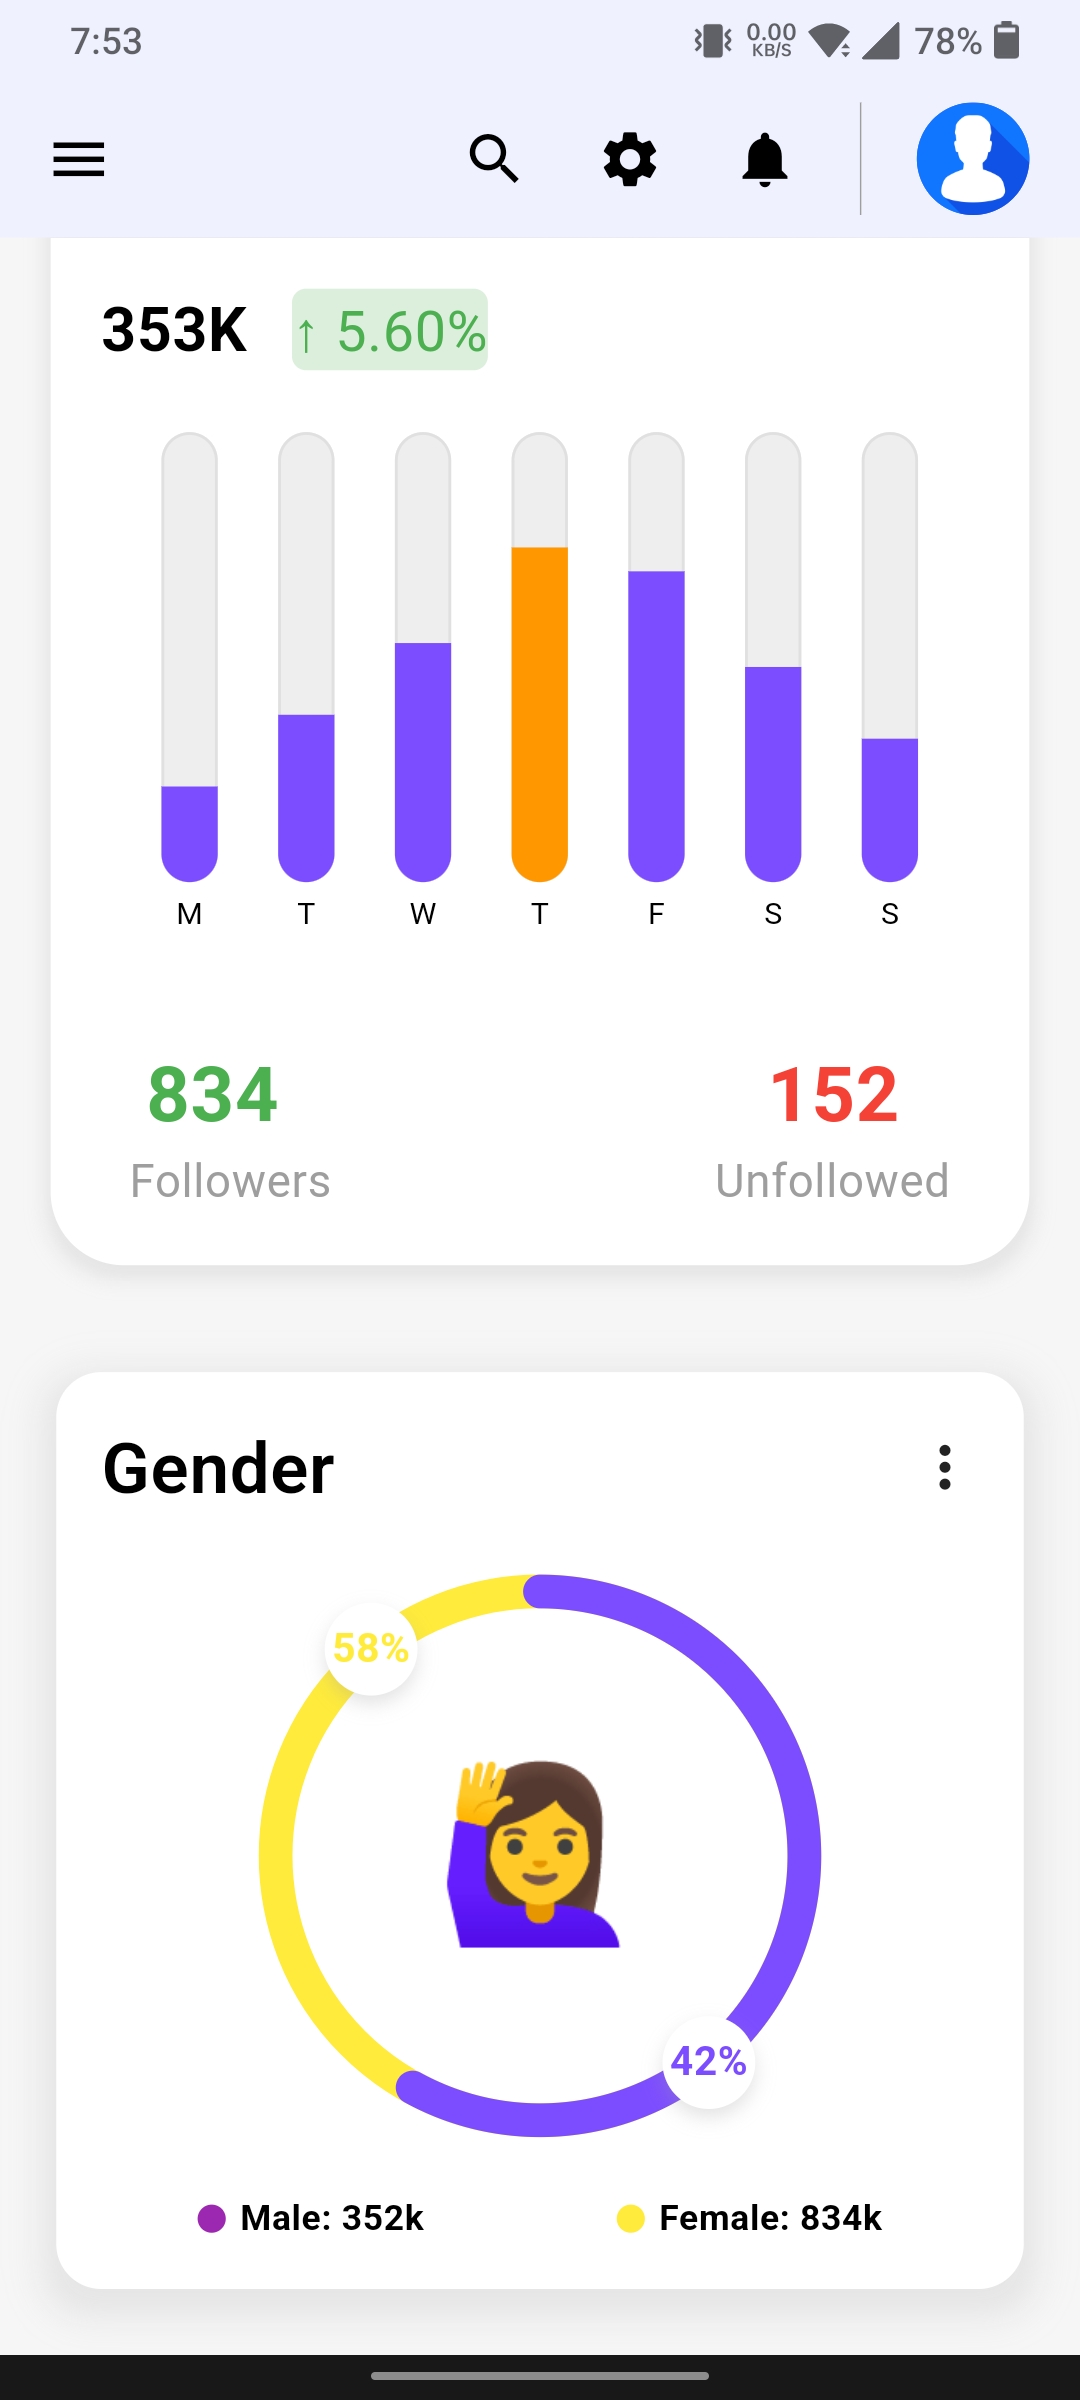 7:53 0.00 KB/S 78%
353K ↑ 5.60%
M T W T F S S
834 152
Followers Unfollowed
Gender
58%
42%
Male: 352k Female: 834k